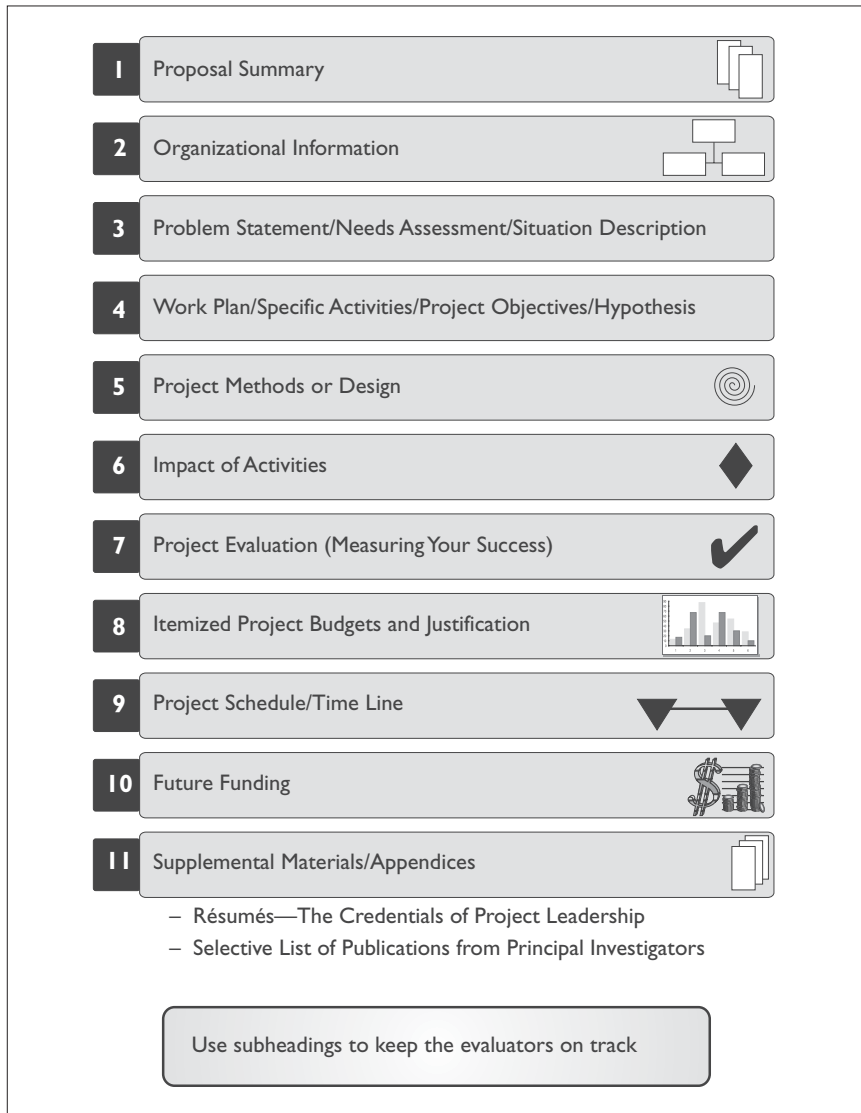 1 Proposal Summary
2 Organizational Information
3 Problem Statement/Needs Assessment/Situation Description
4 Work Plan/Specific Activities/Project Objectives/Hypothesis
5 Project Methods or Design
6 Impact of Activities
7 Project Evaluation (Measuring Your Success)
8 Itemized Project Budgets and Justification
9 Project Schedule/Time Line
10 Future Funding
11 Supplemental Materials/Appendices
– Résumés—The Credentials of Project Leadership
– Selective List of Publications from Principal Investigators
Use subheadings to keep the evaluators on track